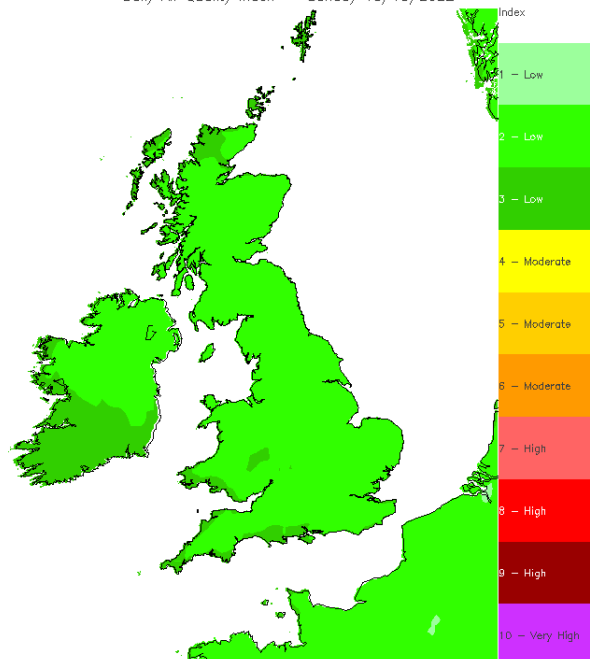 Index
1 - Low
2 - Low
3 - Low
4 - Moderate
5 - Moderate
6 - Moderate
7 - High
8 - High
9 - High
10 - Very High